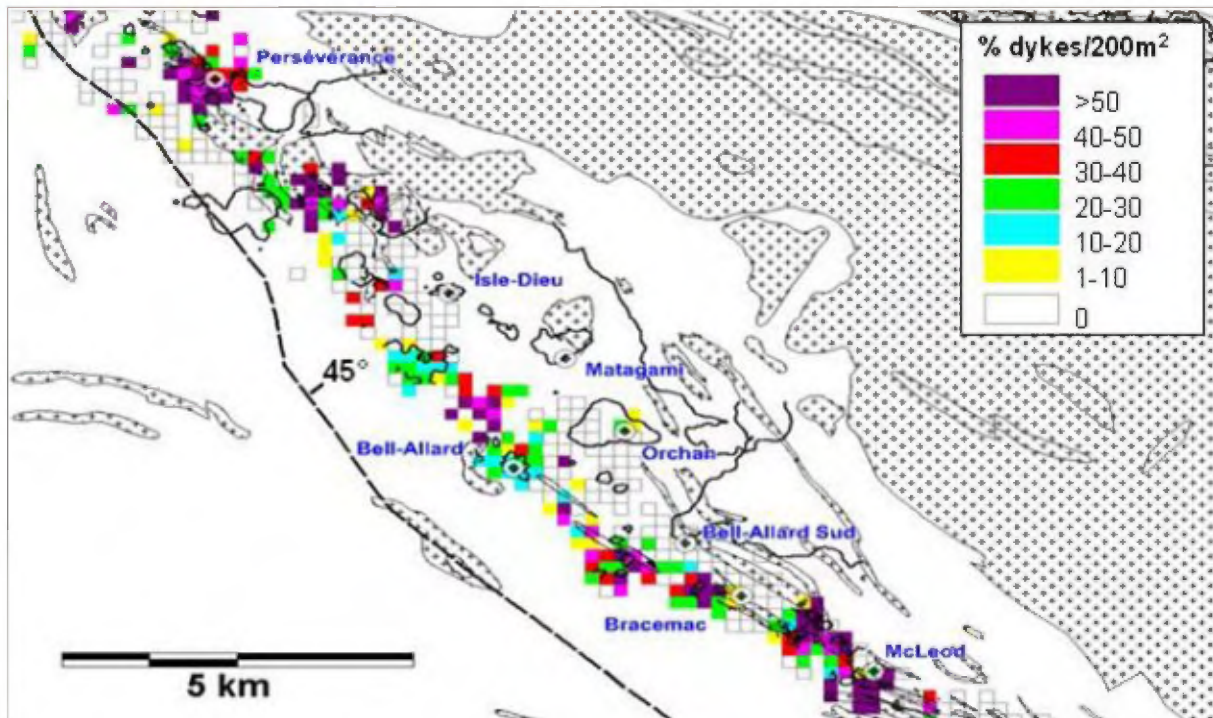 % dykes/200m²
>50
40-50
30-40
20-30
10-20
1-10
0
Persévérance
Isle-Dieu
Matagami
45°
Bell-Allard
Orchan
Bell-Allard Sud
Bracemac
McLeod
5 km